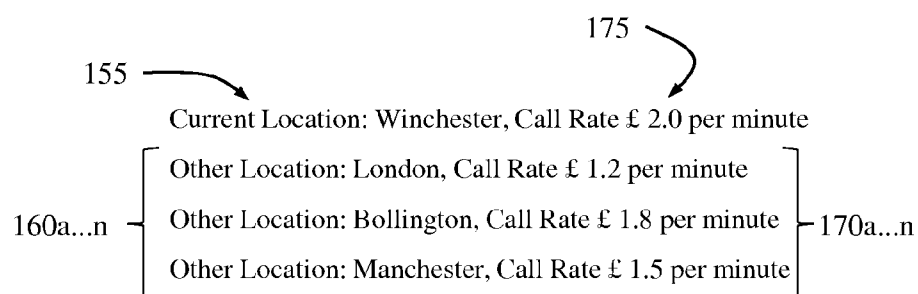 175
155
Current Location: Winchester, Call Rate £ 2.0 per minute
Other Location: London, Call Rate £ 1.2 per minute
160a...n
Other Location: Bollington, Call Rate £ 1.8 per minute
170a...n
Other Location: Manchester, Call Rate £ 1.5 per minute